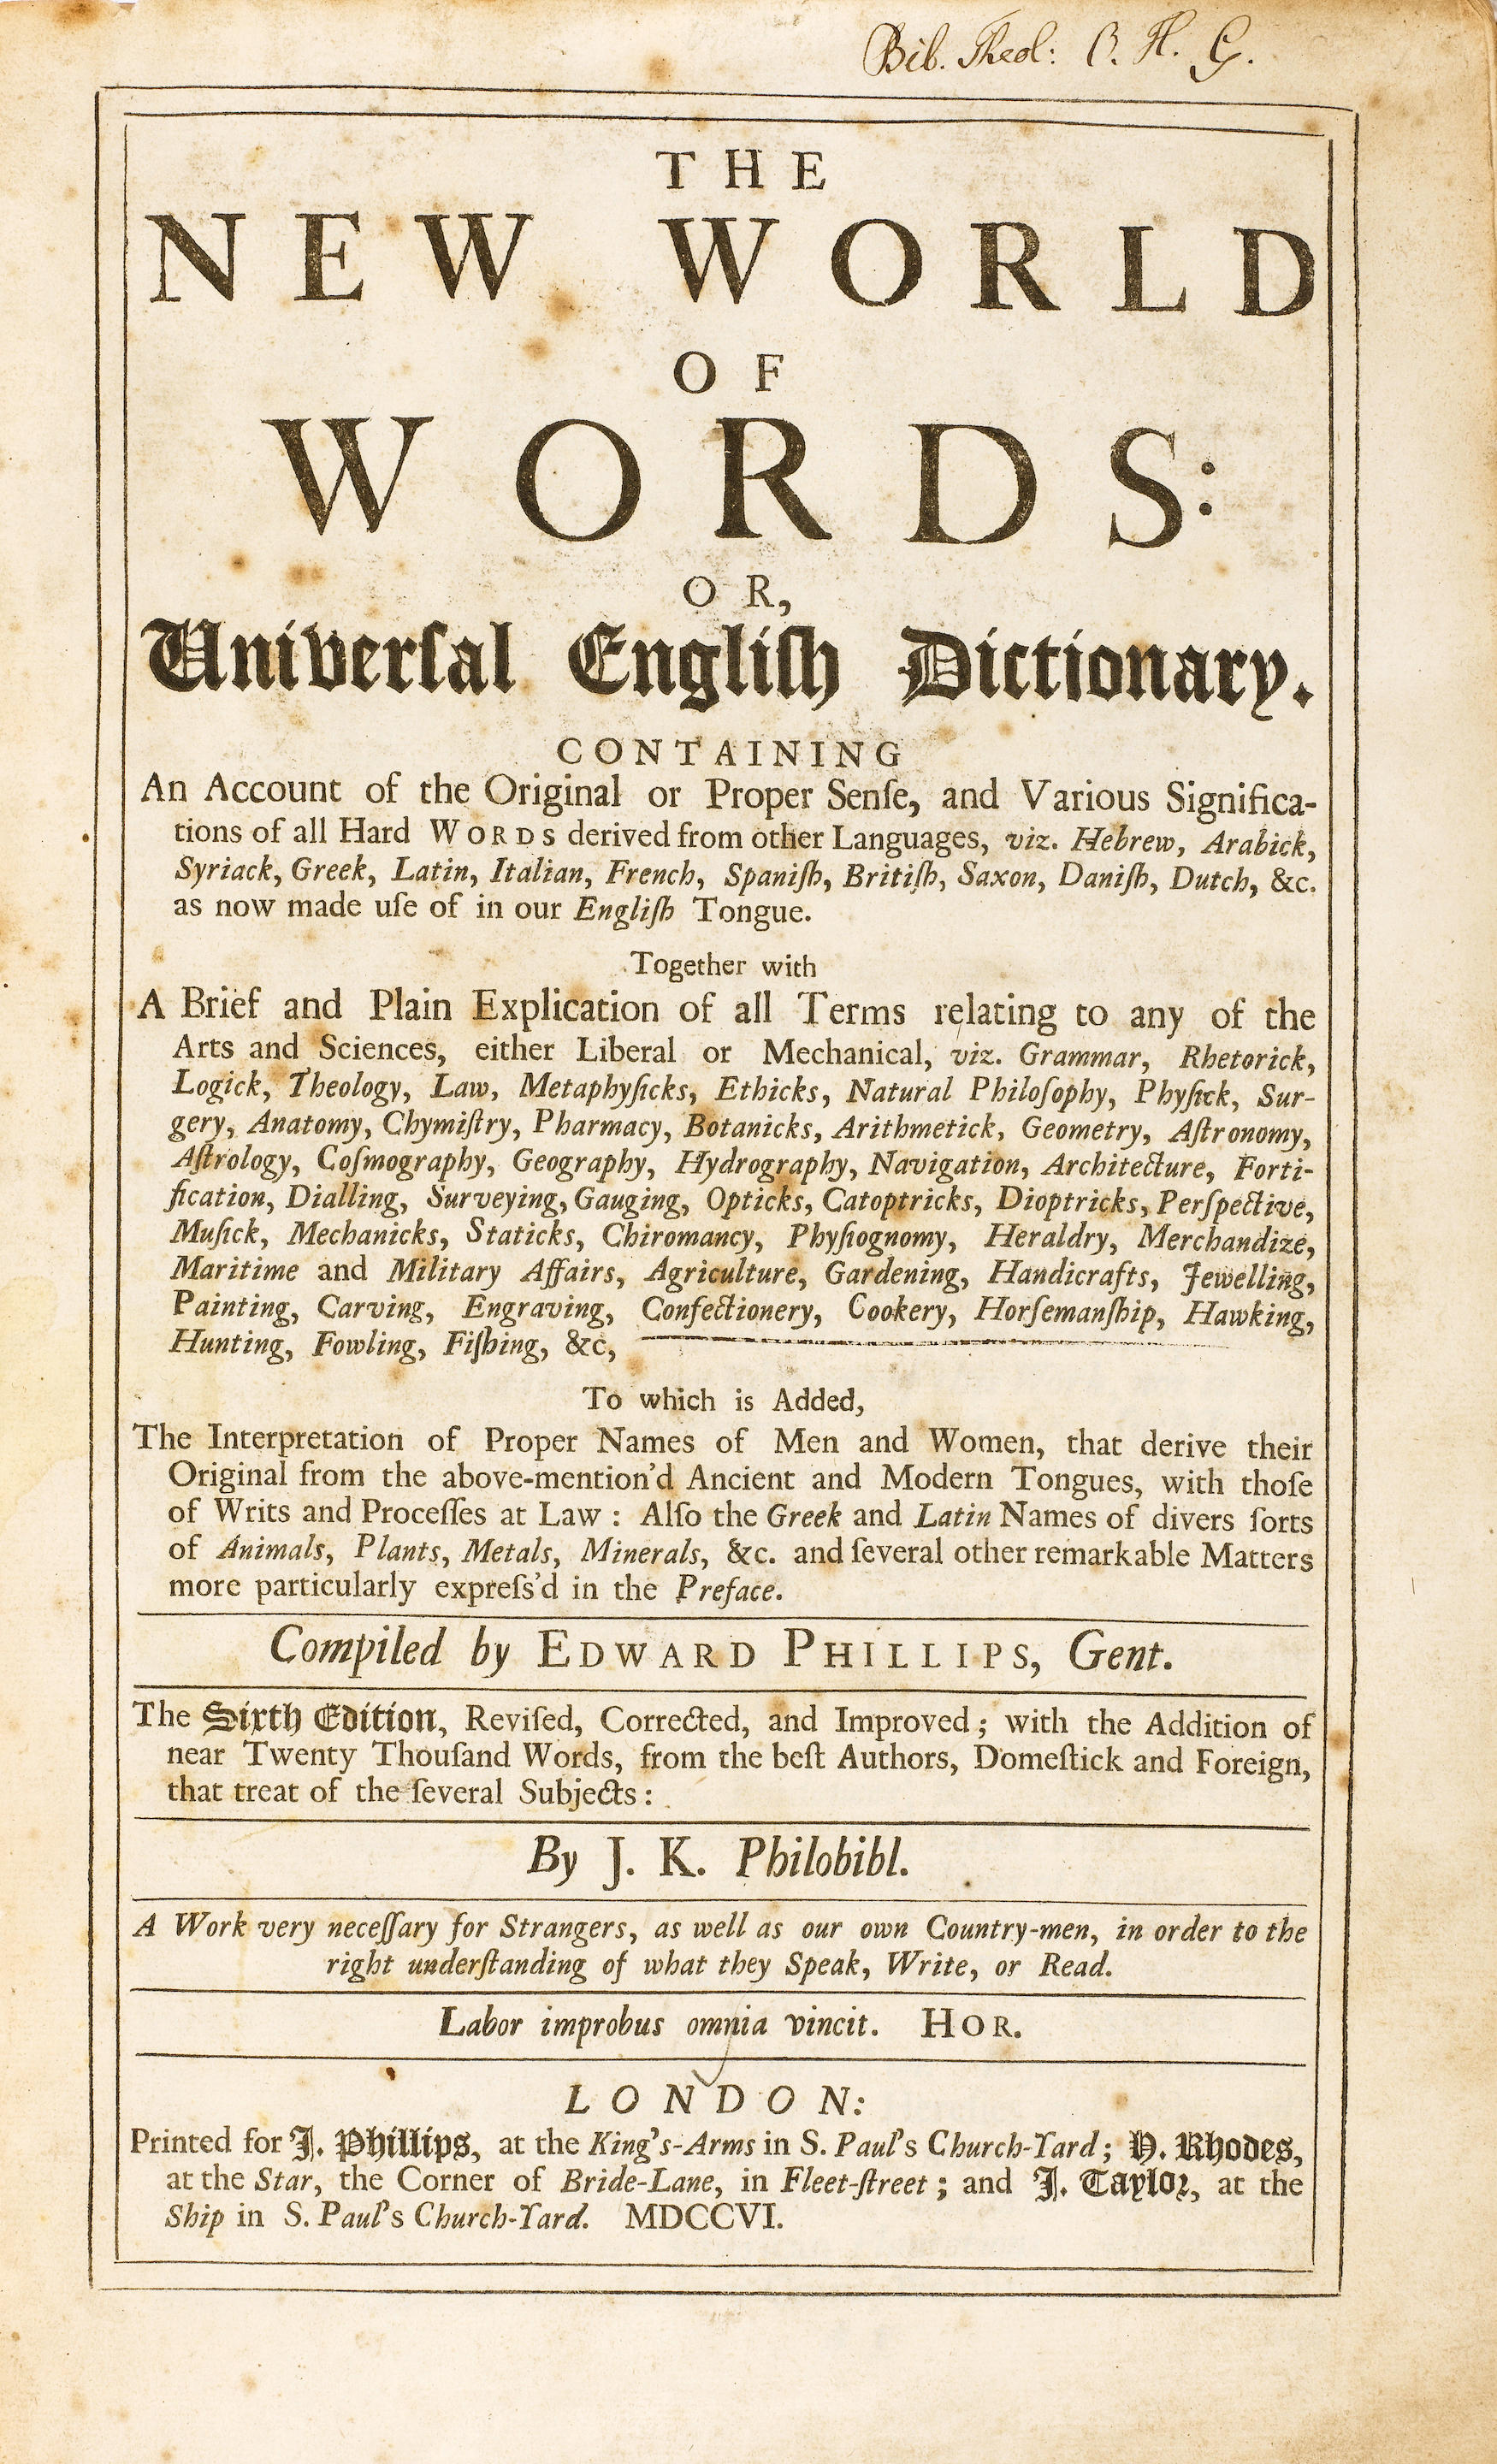 Bib. Theol: O. H. G.
THE
NEW WORLD
OF
WORDS:
OR,
Univerſal Engliſh Dictionary.
CONTAINING
An Account of the Original or Proper Senſe, and Various Significa-
tions of all Hard WORDS derived from other Languages, viz. Hebrew, Arabick,
Syriack, Greek, Latin, Italian, French, Spaniſh, Britiſh, Saxon, Daniſh, Dutch, &c.
as now made uſe of in our Engliſh Tongue.
Together with
A Brief and Plain Explication of all Terms relating to any of the
Arts and Sciences, either Liberal or Mechanical, viz. Grammar, Rhetorick,
Logick, Theology, Law, Metaphyſicks, Ethicks, Natural Philoſophy, Phyſick, Sur-
gery, Anatomy, Chymiſtry, Pharmacy, Botanicks, Arithmetick, Geometry, Aſtronomy,
Aſtrology, Coſmography, Geography, Hydrography, Navigation, Architecture, Forti-
fication, Dialling, Surveying, Gauging, Opticks, Catoptricks, Dioptricks, Perſpective,
Muſick, Mechanicks, Staticks, Chiromancy, Phyſiognomy, Heraldry, Merchandize,
Maritime and Military Affairs, Agriculture, Gardening, Handicrafts, Jewelling,
Painting, Carving, Engraving, Confectionery, Cookery, Horſemanſhip, Hawking,
Hunting, Fowling, Fiſhing, &c,
To which is Added,
The Interpretation of Proper Names of Men and Women, that derive their
Original from the above-mention'd Ancient and Modern Tongues, with thoſe
of Writs and Proceſſes at Law : Alſo the Greek and Latin Names of divers ſorts
of Animals, Plants, Metals, Minerals, &c. and ſeveral other remarkable Matters
more particularly expreſs'd in the Preface.
Compiled by EDWARD PHILLIPS, Gent.
The Sixth Edition, Reviſed, Corrected, and Improved; with the Addition of
near Twenty Thouſand Words, from the beſt Authors, Domeſtick and Foreign,
that treat of the ſeveral Subjects:
By J. K. Philobibl.
A Work very neceſſary for Strangers, as well as our own Country-men, in order to the
right underſtanding of what they Speak, Write, or Read.
Labor improbus omnia vincit. HOR.
LONDON:
Printed for J. Phillips, at the King's-Arms in S. Paul's Church-Yard; H. Rhodes,
at the Star, the Corner of Bride-Lane, in Fleet-ſtreet; and J. Taylor, at the
Ship in S. Paul's Church-Yard. MDCCVI.